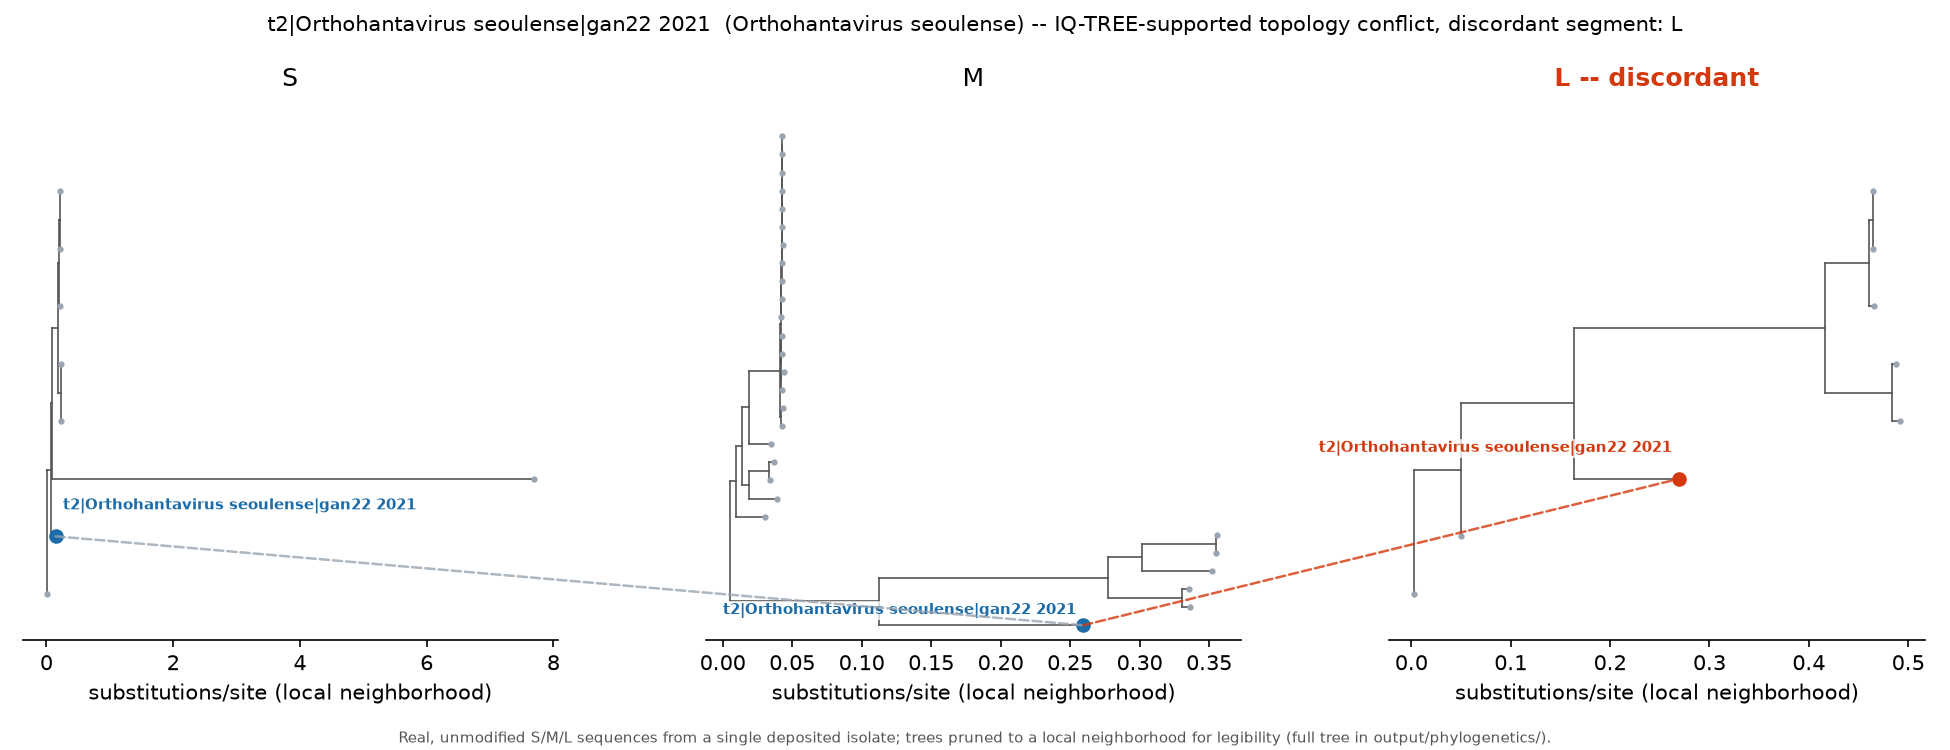 t2|Orthohantavirus seoulense|gan22 2021  (Orthohantavirus seoulense) -- IQ-TREE-supported topology conflict, discordant segment: L
S
M
L -- discordant
t2|Orthohantavirus seoulense|gan22 2021
t2|Orthohantavirus seoulense|gan22 2021
t2|Orthohantavirus seoulense|gan22 2021
0 2 4 6 8
0.00 0.05 0.10 0.15 0.20 0.25 0.30 0.35
0.0 0.1 0.2 0.3 0.4 0.5
substitutions/site (local neighborhood)
substitutions/site (local neighborhood)
substitutions/site (local neighborhood)
Real, unmodified S/M/L sequences from a single deposited isolate; trees pruned to a local neighborhood for legibility (full tree in output/phylogenetics/).